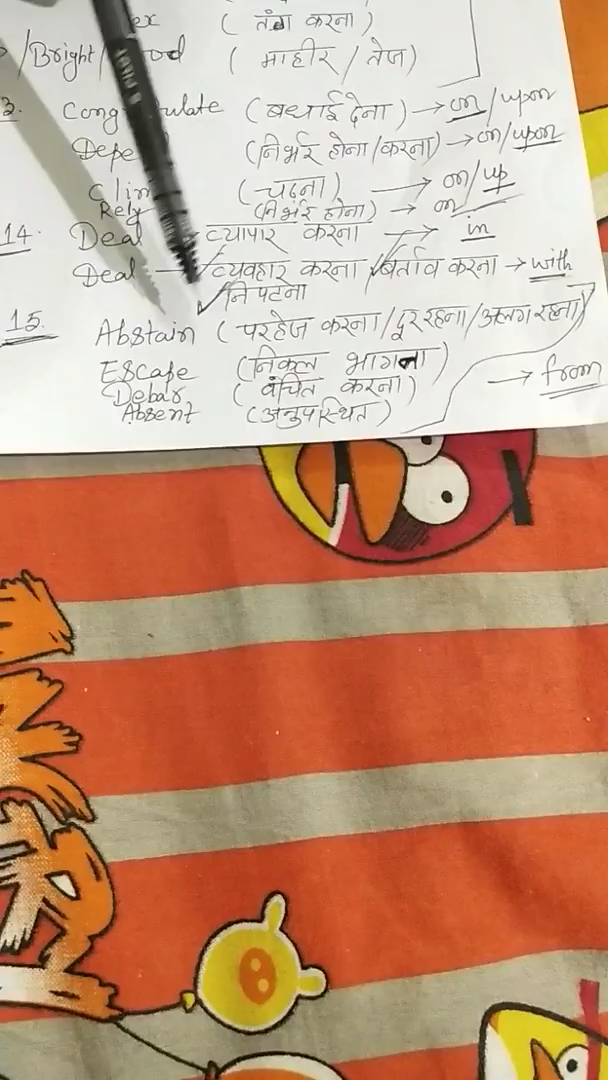 ( तंग करना )
/Bright/ ( माहीर / तेज )
3. ( बधाई देना ) → on / upon
(निर्भर होना /करना) → on/upon
(चढ़ना) → on/up
Rely (निर्भर होना) → on
14. Deal व्यापार करना → in
Deal → व्यवहार करना / बर्ताव करना → with
निपटना
15. Abstain ( परहेज करना / दूर रहना / अलग रहना )
Escape (निकल भागना)
→ from
Debar ( वंचित करना )
Absent (अनुपस्थित)